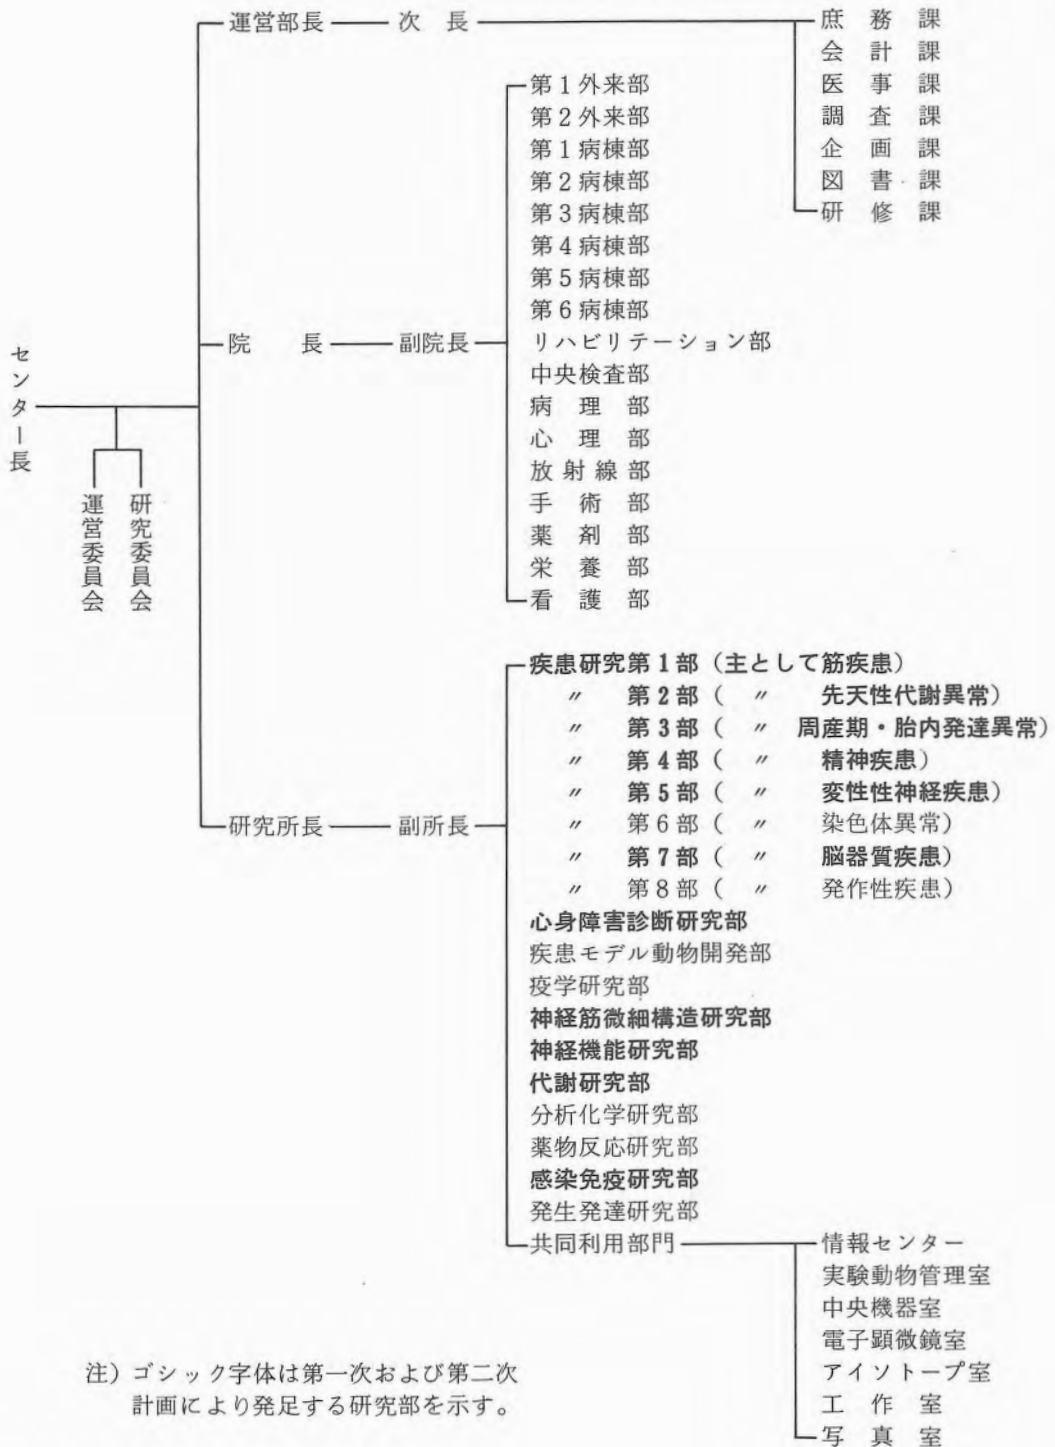 センター長
運営委員会
研究委員会
運営部長 次長
庶務課
会計課
医事課
調査課
企画課
図書課
研修課
院長 副院長
第1外来部
第2外来部
第1病棟部
第2病棟部
第3病棟部
第4病棟部
第5病棟部
第6病棟部
リハビリテーション部
中央検査部
病理部
心理部
放射線部
手術部
薬剤部
栄養部
看護部
研究所長 副所長
疾患研究第1部(主として筋疾患)
〃 第2部(〃 先天性代謝異常)
〃 第3部(〃 周産期・胎内発達異常)
〃 第4部(〃 精神疾患)
〃 第5部(〃 変性性神経疾患)
〃 第6部(〃 染色体異常)
〃 第7部(〃 脳器質疾患)
〃 第8部(〃 発作性疾患)
心身障害診断研究部
疾患モデル動物開発部
疫学研究部
神経筋微細構造研究部
神経機能研究部
代謝研究部
分析化学研究部
薬物反応研究部
感染免疫研究部
発生発達研究部
共同利用部門
情報センター
実験動物管理室
中央機器室
電子顕微鏡室
アイソトープ室
工作室
写真室
注)ゴシック字体は第一次および第二次
計画により発足する研究部を示す。